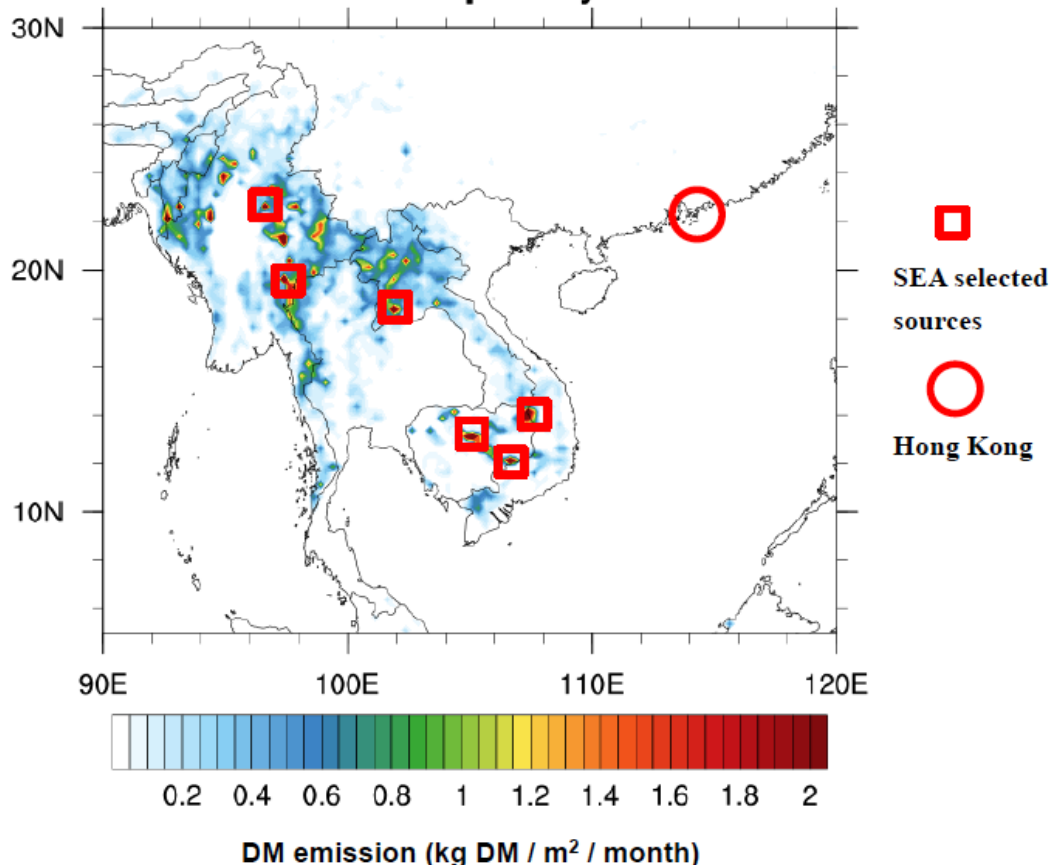 30N
20N
10N
90E
100E
110E
120E
SEA selected
sources
Hong Kong
0.2 0.4 0.6 0.8 1 1.2 1.4 1.6 1.8 2
DM emission (kg DM / m² / month)